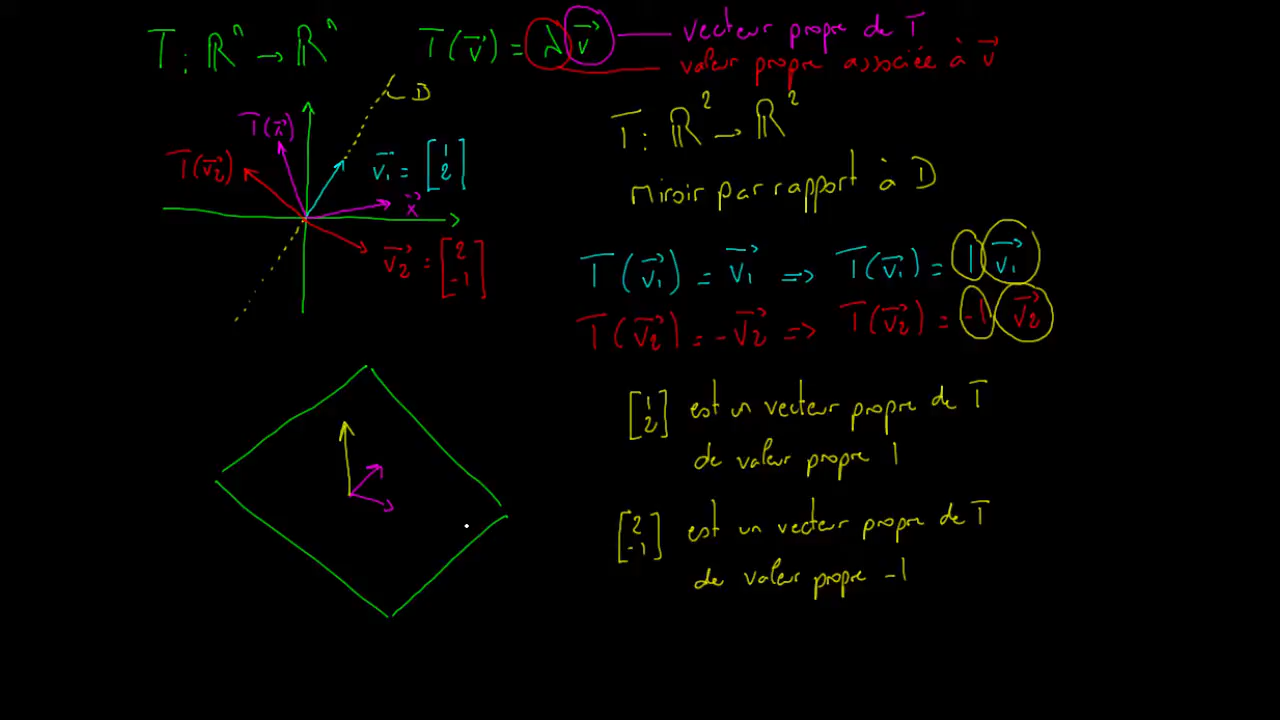 T : ℝⁿ → ℝⁿ
T(v⃗) = λ v⃗
vecteur propre de T
valeur propre associée à v⃗
D
T(x⃗)
T(v⃗₂)
v⃗₁ = [1 2]
x⃗
v⃗₂ = [2 -1]
T : ℝ² → ℝ²
Miroir par rapport à D
T(v⃗₁) = v⃗₁ => T(v⃗₁) = 1 v⃗₁
T(v⃗₂) = -v⃗₂ => T(v⃗₂) = -1 v⃗₂
[1 2] est un vecteur propre de T
de valeur propre 1
[2 -1] est un vecteur propre de T
de valeur propre -1